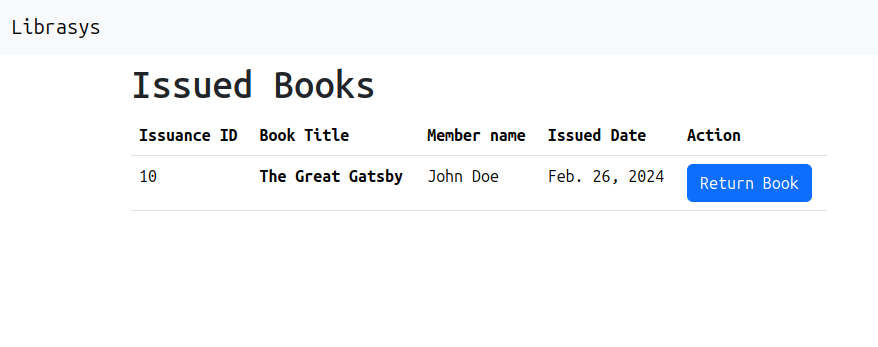 Librasys
Issued Books
Issuance ID Book Title Member name Issued Date Action
10 The Great Gatsby John Doe Feb. 26, 2024 Return Book